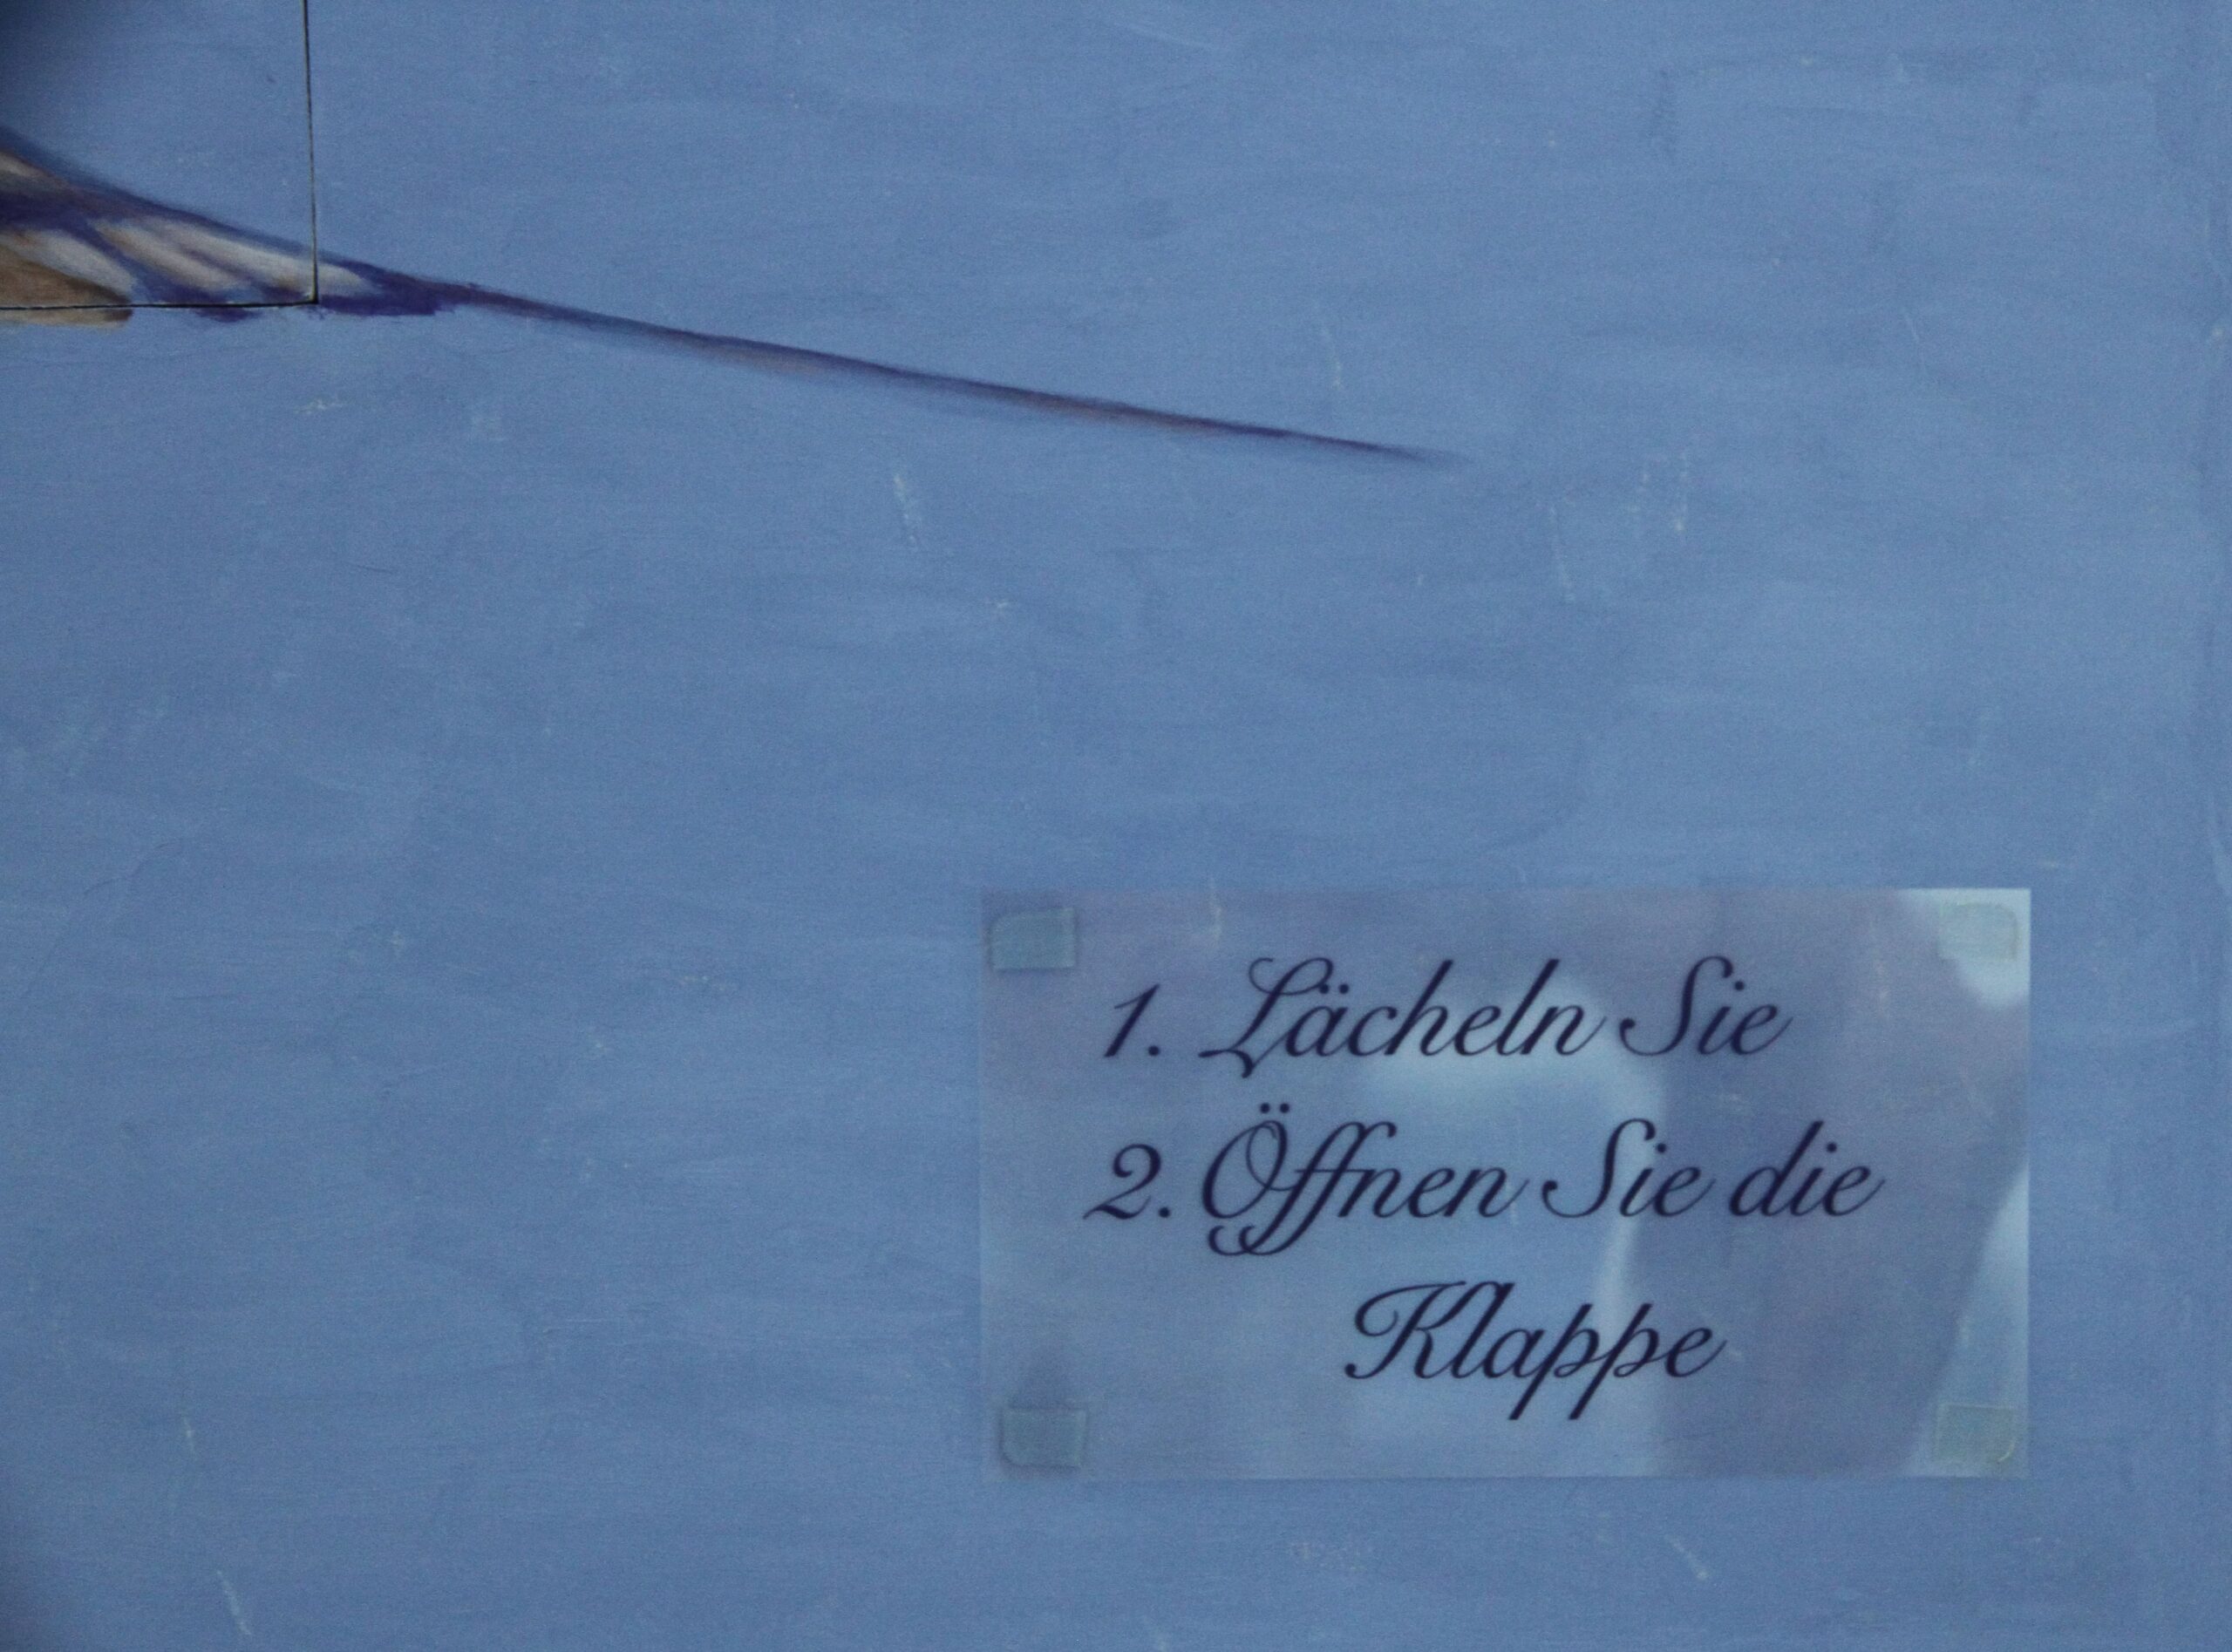 1. Lächeln Sie
2. Öffnen Sie die
Klappe